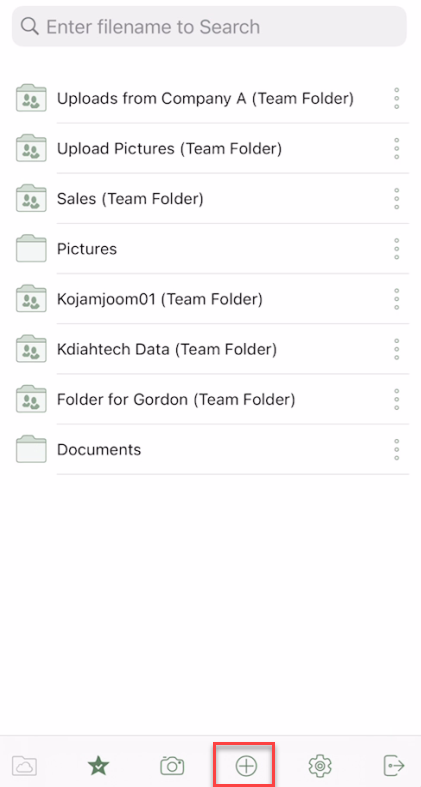 Enter filename to Search
Uploads from Company A (Team Folder)
Upload Pictures (Team Folder)
Sales (Team Folder)
Pictures
Kojamjoom01 (Team Folder)
Kdiahtech Data (Team Folder)
Folder for Gordon (Team Folder)
Documents